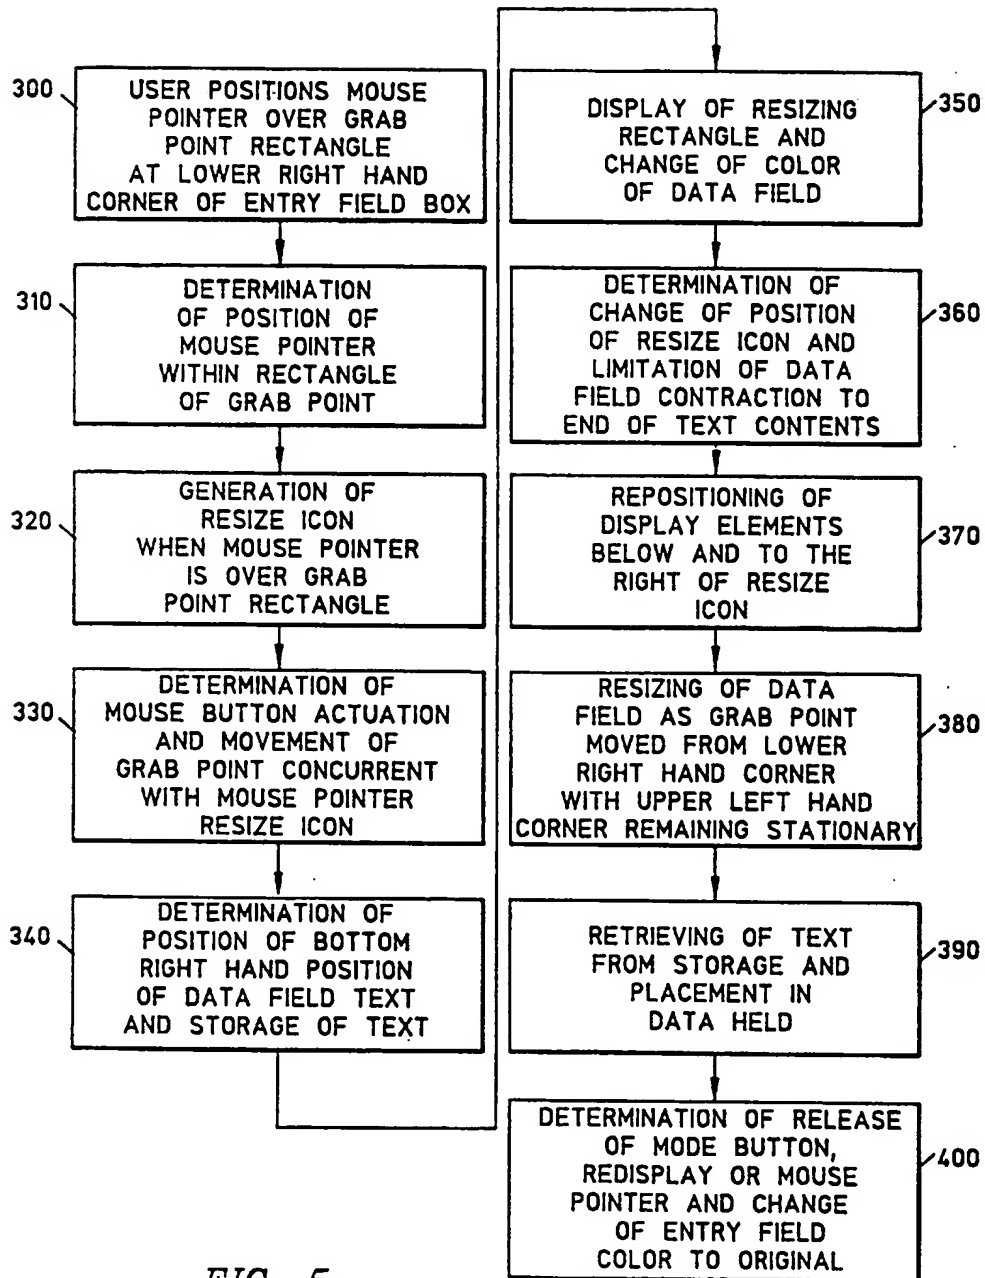 300
USER POSITIONS MOUSE
POINTER OVER GRAB
POINT RECTANGLE
AT LOWER RIGHT HAND
CORNER OF ENTRY FIELD BOX
310
DETERMINATION
OF POSITION OF
MOUSE POINTER
WITHIN RECTANGLE
OF GRAB POINT
320
GENERATION OF
RESIZE ICON
WHEN MOUSE POINTER
IS OVER GRAB
POINT RECTANGLE
330
DETERMINATION OF
MOUSE BUTTON ACTUATION
AND MOVEMENT OF
GRAB POINT CONCURRENT
WITH MOUSE POINTER
RESIZE ICON
340
DETERMINATION OF
POSITION OF BOTTOM
RIGHT HAND POSITION
OF DATA FIELD TEXT
AND STORAGE OF TEXT
350
DISPLAY OF RESIZING
RECTANGLE AND
CHANGE OF COLOR
OF DATA FIELD
360
DETERMINATION OF
CHANGE OF POSITION
OF RESIZE ICON AND
LIMITATION OF DATA
FIELD CONTRACTION TO
END OF TEXT CONTENTS
370
REPOSITIONING OF
DISPLAY ELEMENTS
BELOW AND TO THE
RIGHT OF RESIZE
ICON
380
RESIZING OF DATA
FIELD AS GRAB POINT
MOVED FROM LOWER
RIGHT HAND CORNER
WITH UPPER LEFT HAND
CORNER REMAINING STATIONARY
390
RETRIEVING OF TEXT
FROM STORAGE AND
PLACEMENT IN
DATA HELD
400
DETERMINATION OF RELEASE
OF MODE BUTTON,
REDISPLAY OR MOUSE
POINTER AND CHANGE
OF ENTRY FIELD
COLOR TO ORIGINAL
FIG. 5